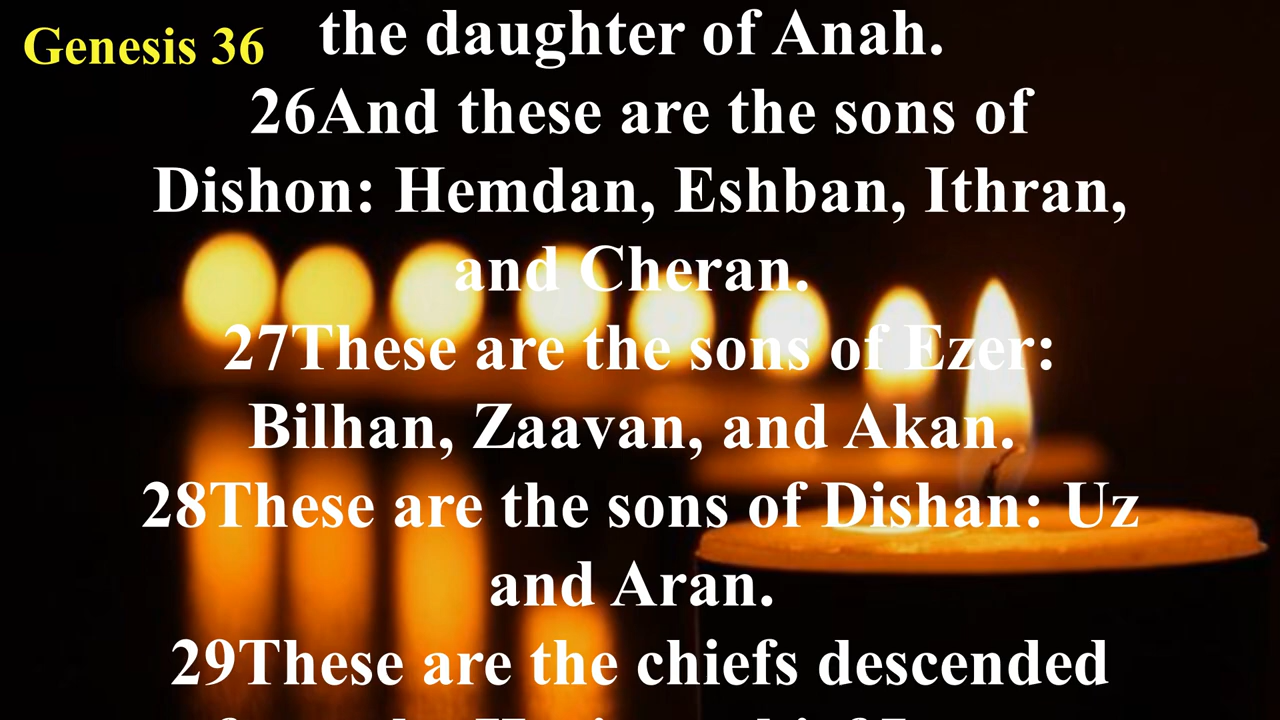 Genesis 36
the daughter of Anah.
26And these are the sons of
Dishon: Hemdan, Eshban, Ithran,
and Cheran.
27These are the sons of Ezer:
Bilhan, Zaavan, and Akan.
28These are the sons of Dishan: Uz
and Aran.
29These are the chiefs descended